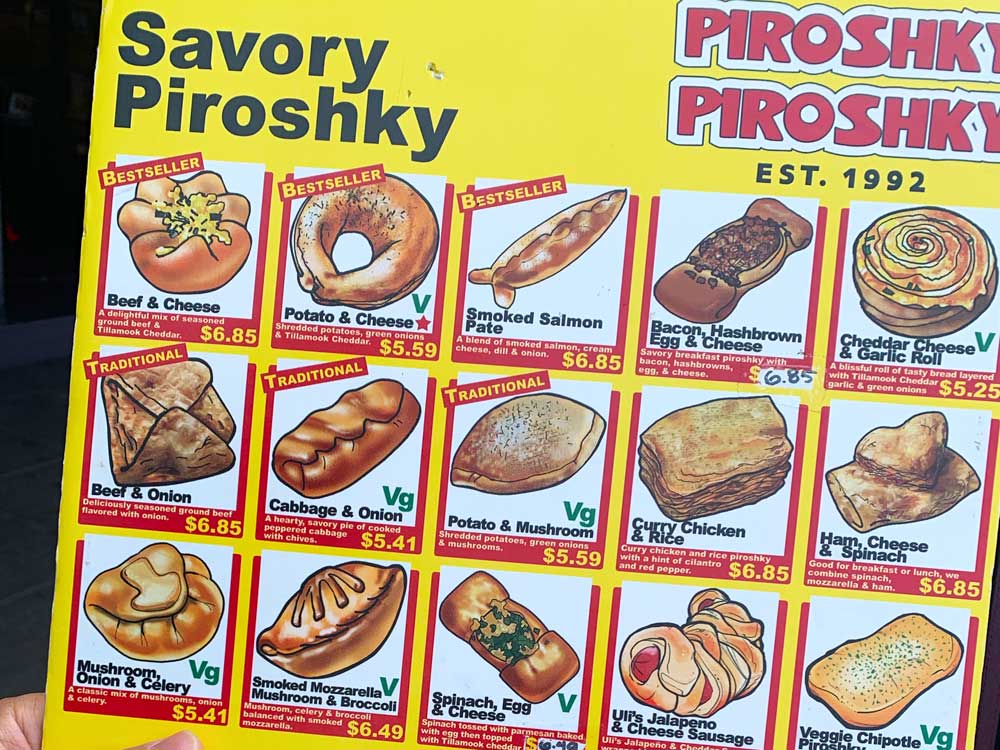 Savory
Piroshky
PIROSHKY
PIROSHKY
EST. 1992
BESTSELLER
Beef & Cheese
A delightful mix of seasoned
ground beef &
Tillamook Cheddar. $6.85
BESTSELLER
V
Potato & Cheese
Shredded potatoes, green onions
& Tillamook Cheddar. $5.59
BESTSELLER
Smoked Salmon
Pate
A blend of smoked salmon, cream
cheese, dill & onion. $6.85
Bacon, Hashbrown
Egg & Cheese
Savory breakfast piroshky with
bacon, hashbrowns,
egg, & cheese. $6.85
Cheddar Cheese V
& Garlic Roll
A blissful roll of tasty bread layered
with Tillamook Cheddar
garlic & green onions $5.25
TRADITIONAL
Beef & Onion
Deliciously seasoned ground beef
flavored with onion. $6.85
TRADITIONAL
Vg
Cabbage & Onion
A hearty, savory pie of cooked
peppered cabbage
with chives. $5.41
TRADITIONAL
Vg
Potato & Mushroom
Shredded potatoes, green onions
& mushrooms. $5.59
Curry Chicken
& Rice
Curry chicken and rice piroshky
with a hint of cilantro
and red pepper. $6.85
Ham, Cheese
& Spinach
Good for breakfast or lunch, we
combine spinach,
mozzarella & ham. $6.85
Mushroom,
Onion & Celery Vg
A classic mix of mushrooms, onion
& celery. $5.41
Smoked Mozzarella V
Mushroom & Broccoli
Mushroom, celery & broccoli
balanced with smoked
mozzarella. $6.49
Spinach, Egg
& Cheese V
Spinach tossed with parmesan baked
with egg then topped
with Tillamook cheddar $6.49
Uli's Jalapeno
& Cheese Sausage
Uli's Jalapeño & Cheddar
Veggie Chipotle Vg
Piroshky